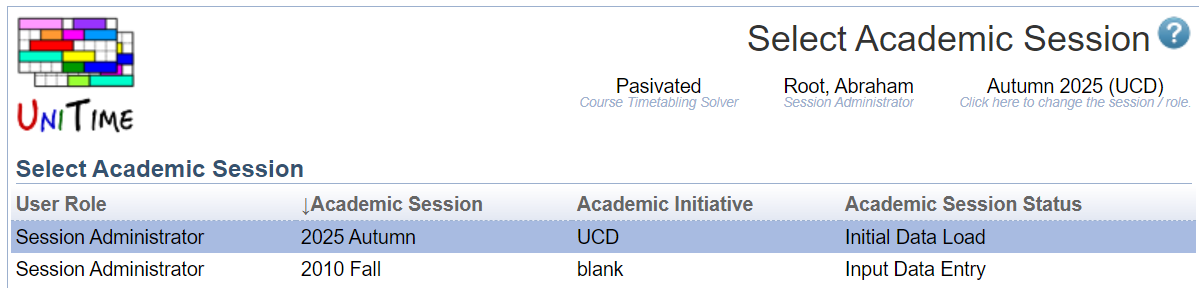 UniTime
Select Academic Session ?
Pasivated Root, Abraham Autumn 2025 (UCD)
Course Timetabling Solver Session Administrator Click here to change the session / role.
Select Academic Session
User Role ↓Academic Session Academic Initiative Academic Session Status
Session Administrator 2025 Autumn UCD Initial Data Load
Session Administrator 2010 Fall blank Input Data Entry